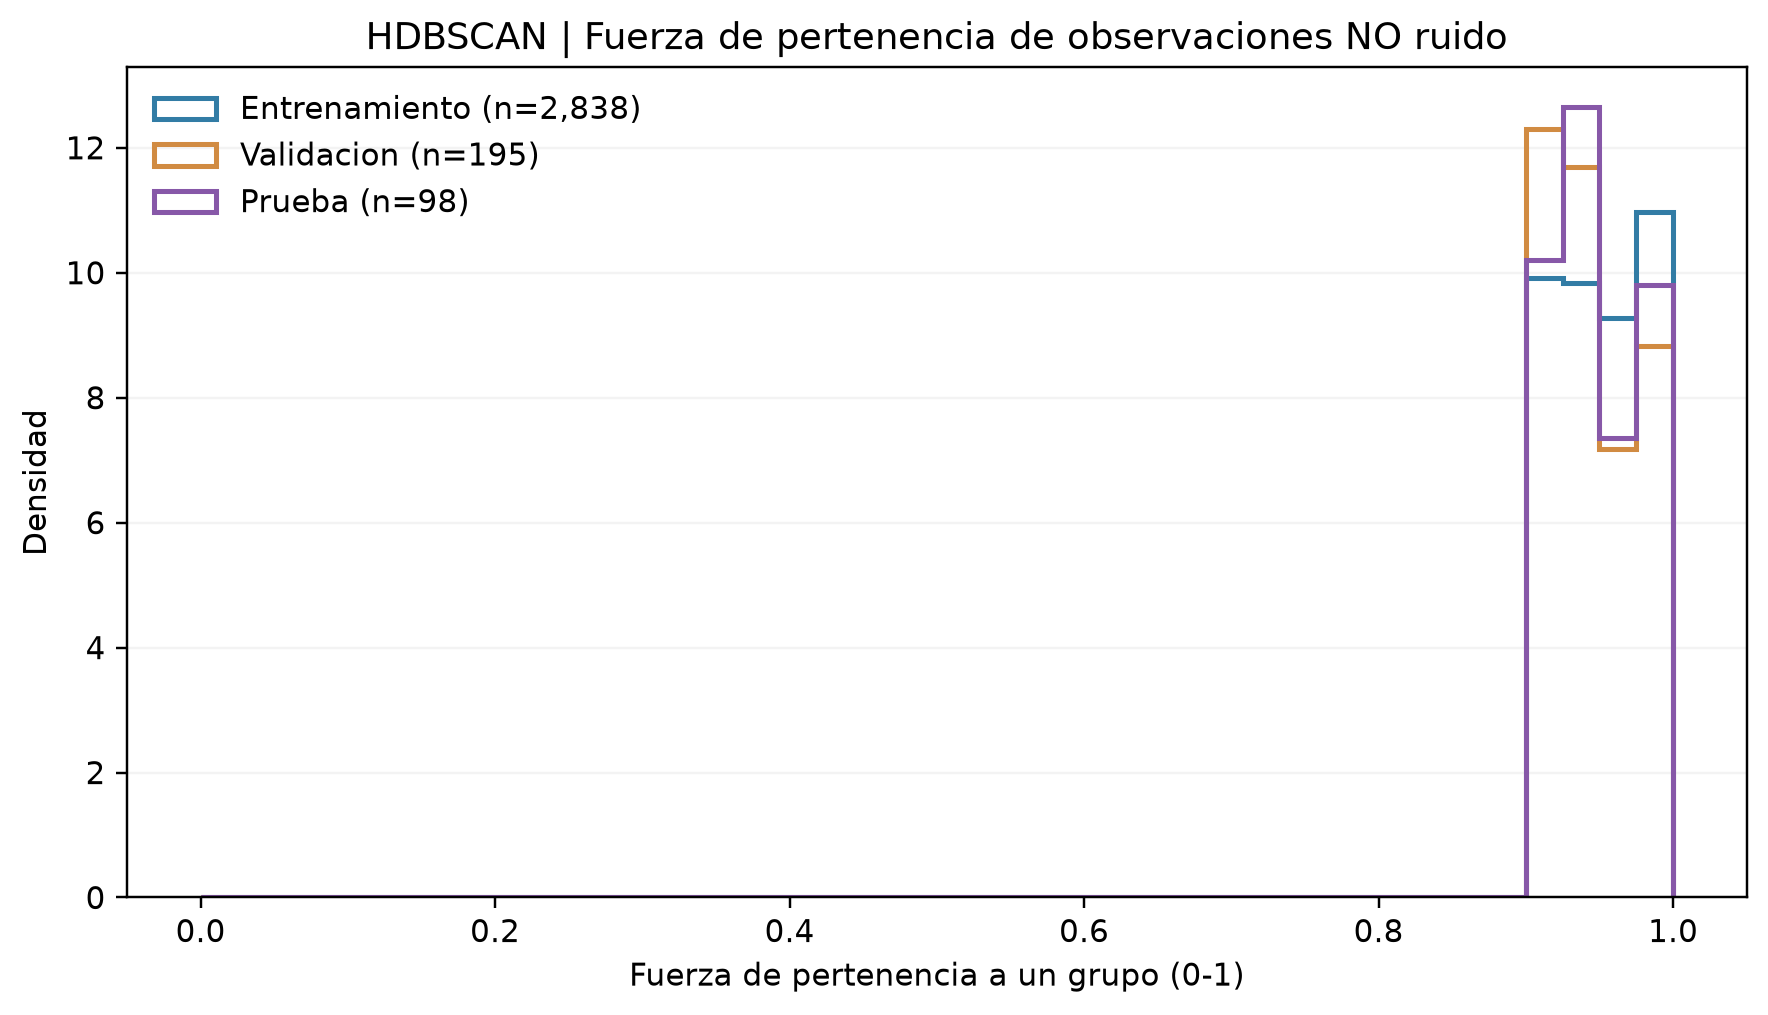 HDBSCAN | Fuerza de pertenencia de observaciones NO ruido
Entrenamiento (n=2,838)
Validacion (n=195)
Prueba (n=98)
Densidad
12
10
8
6
4
2
0
0.0 0.2 0.4 0.6 0.8 1.0
Fuerza de pertenencia a un grupo (0-1)